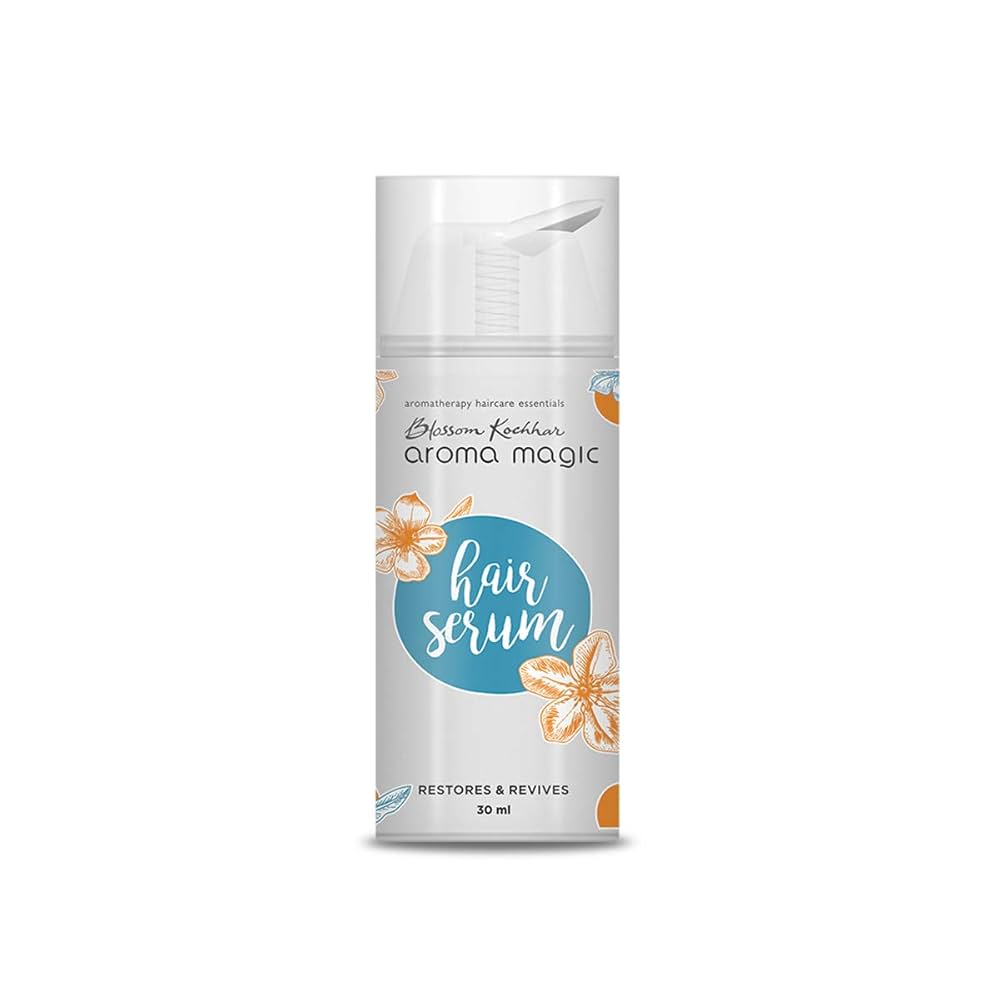 aromatherapy haircare essentials
Blossom Kochhar
aroma magic
hair
serum
RESTORES & REVIVES
30 ml